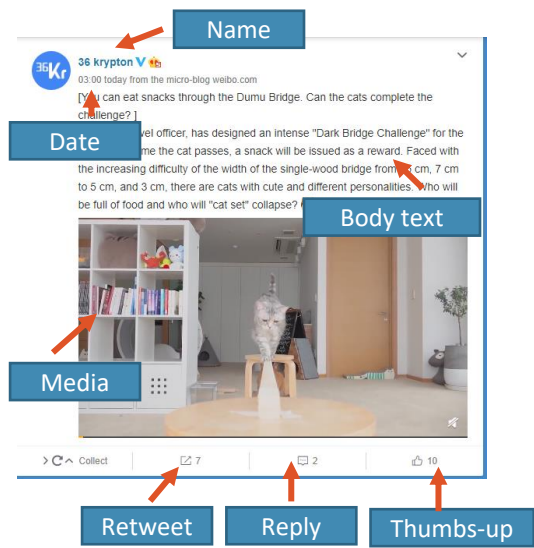 Name
36Kr
36 krypton V
03:00 today from the micro-blog weibo.com
[You can eat snacks through the Dumu Bridge. Can the cats complete the
challenge? ]
Date
vel officer, has designed an intense "Dark Bridge Challenge" for the
me the cat passes, a snack will be issued as a reward. Faced with
the increasing difficulty of the width of the single-wood bridge from cm, 7 cm
to 5 cm, and 3 cm, there are cats with cute and different personalities. Who will
be full of food and who will "cat set" collapse?
Body text
Media
Collect
7
2
10
Retweet
Reply
Thumbs-up